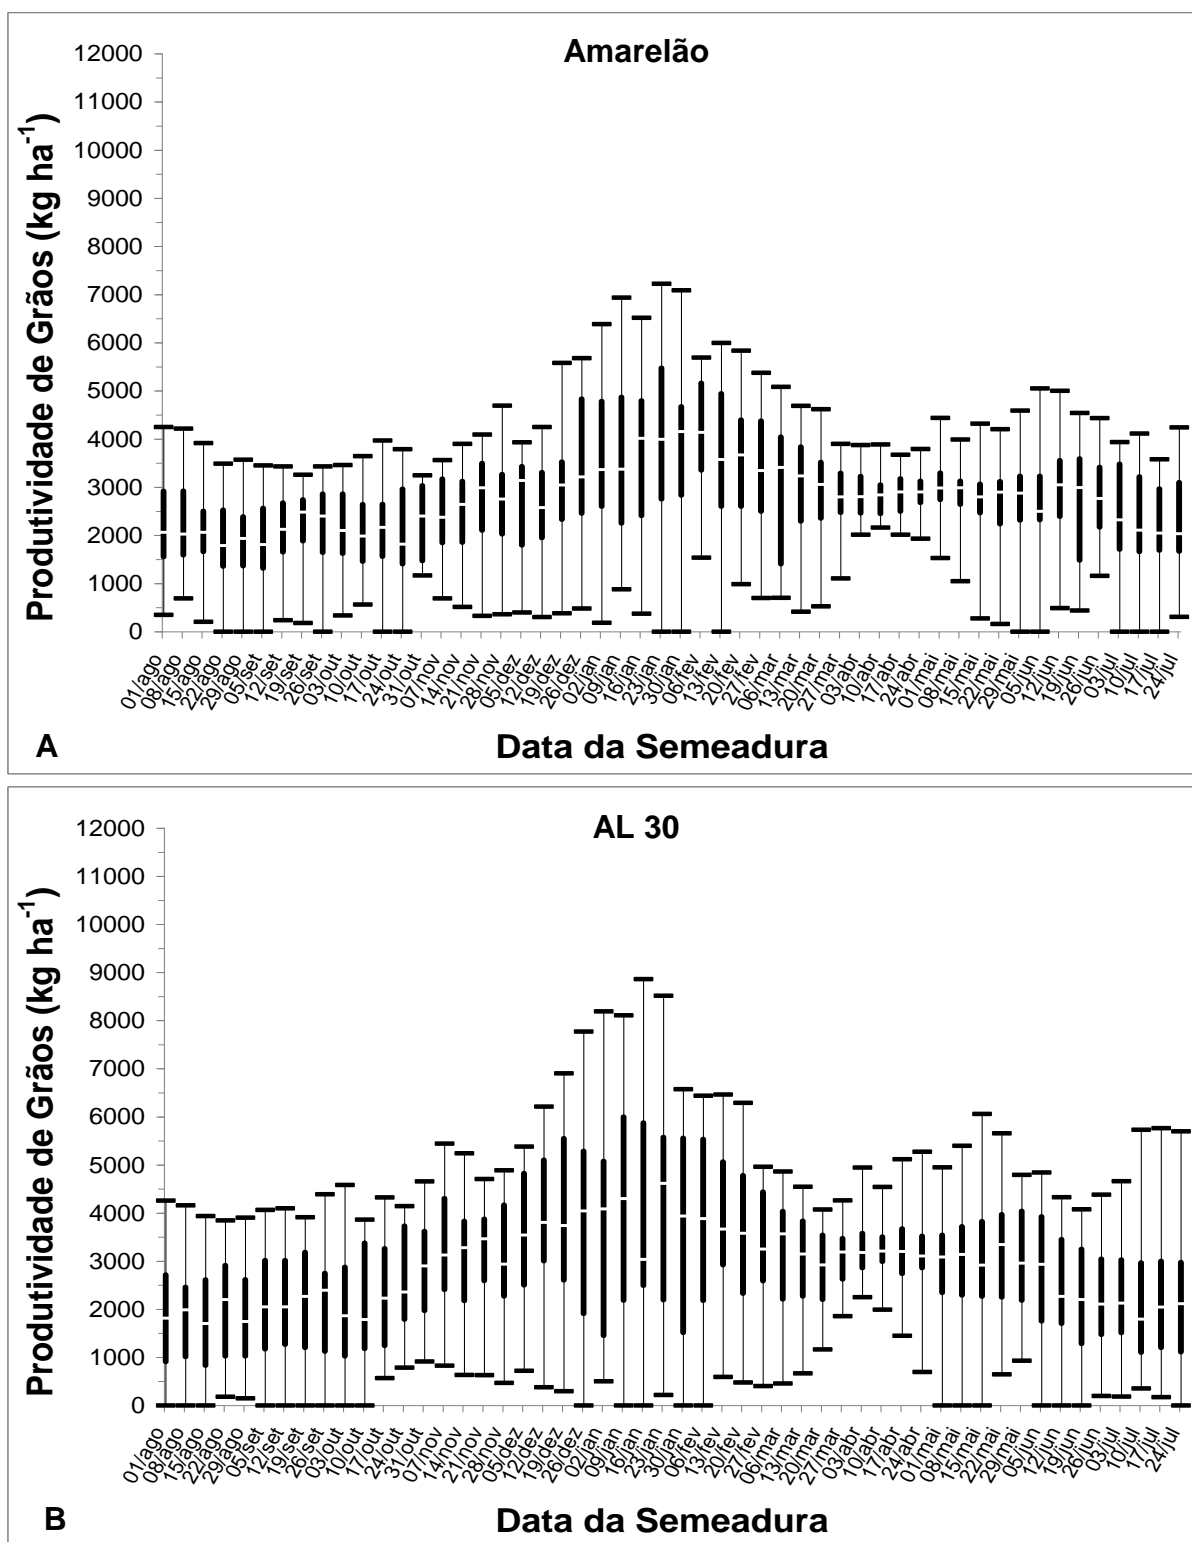 Amarelão
12000
11000
10000
9000
8000
7000
6000
5000
4000
3000
2000
1000
0
Produtividade de Grãos (kg ha⁻¹)
01/ago 08/ago 15/ago 22/ago 29/ago 05/set 12/set 19/set 26/set 03/out 10/out 17/out 24/out 31/out 07/nov 14/nov 21/nov 28/nov 05/dez 12/dez 19/dez 26/dez 02/jan 09/jan 16/jan 23/jan 30/jan 06/fev 13/fev 20/fev 27/fev 06/mar 13/mar 20/mar 27/mar 03/abr 10/abr 17/abr 24/abr 01/mai 08/mai 15/mai 22/mai 29/mai 05/jun 12/jun 19/jun 26/jun 03/jul 10/jul 17/jul 24/jul
A
Data da Semeadura
AL 30
12000
11000
10000
9000
8000
7000
6000
5000
4000
3000
2000
1000
0
Produtividade de Grãos (kg ha⁻¹)
01/ago 08/ago 15/ago 22/ago 29/ago 05/set 12/set 19/set 26/set 03/out 10/out 17/out 24/out 31/out 07/nov 14/nov 21/nov 28/nov 05/dez 12/dez 19/dez 26/dez 02/jan 09/jan 16/jan 23/jan 30/jan 06/fev 13/fev 20/fev 27/fev 06/mar 13/mar 20/mar 27/mar 03/abr 10/abr 17/abr 24/abr 01/mai 08/mai 15/mai 22/mai 29/mai 05/jun 12/jun 19/jun 26/jun 03/jul 10/jul 17/jul 24/jul
B
Data da Semeadura